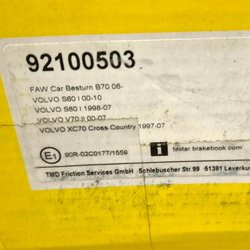 92100503
FAW Car Besturn B70 06-
VOLVO S60 I 00-10
VOLVO S80 I 1998-07
VOLVO V70 II 00-07
VOLVO XC70 Cross Country 1997-07
E1 90R-02C0177/1559
i textar brakebook.com
TMD Friction Services GmbH . Schlebuscher Str.99 .51381 Leverku